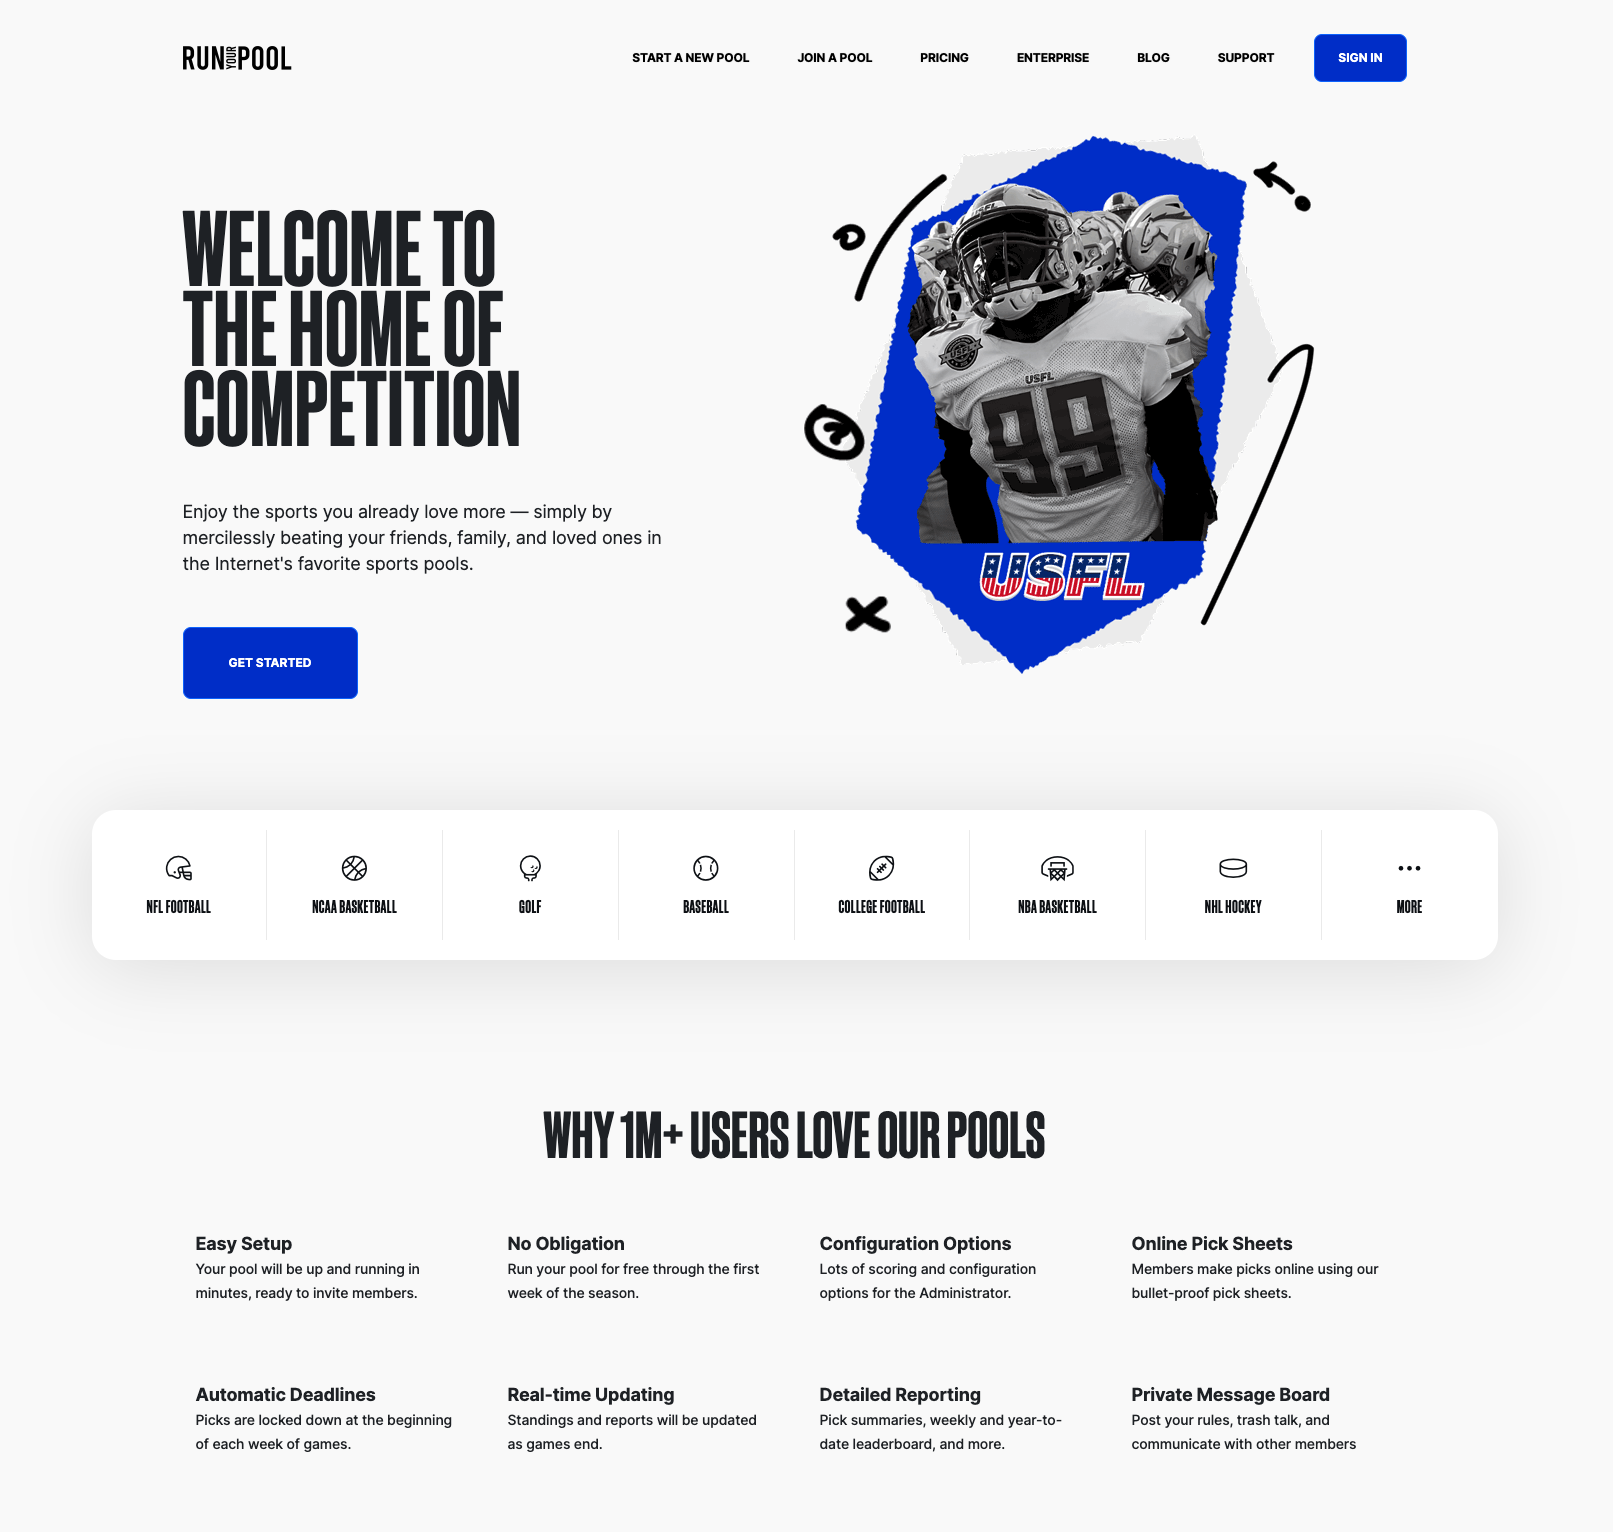 RUN YOUR POOL
START A NEW POOL
JOIN A POOL
PRICING
ENTERPRISE
BLOG
SUPPORT
SIGN IN
WELCOME TO
THE HOME OF
COMPETITION
Enjoy the sports you already love more — simply by
mercilessly beating your friends, family, and loved ones in
the Internet's favorite sports pools.
GET STARTED
USFL
USFL
USFL
99
USFL
NFL FOOTBALL
NCAA BASKETBALL
GOLF
BASEBALL
COLLEGE FOOTBALL
NBA BASKETBALL
NHL HOCKEY
MORE
WHY 1M+ USERS LOVE OUR POOLS
Easy Setup
Your pool will be up and running in
minutes, ready to invite members.
No Obligation
Run your pool for free through the first
week of the season.
Configuration Options
Lots of scoring and configuration
options for the Administrator.
Online Pick Sheets
Members make picks online using our
bullet-proof pick sheets.
Automatic Deadlines
Picks are locked down at the beginning
of each week of games.
Real-time Updating
Standings and reports will be updated
as games end.
Detailed Reporting
Pick summaries, weekly and year-to-
date leaderboard, and more.
Private Message Board
Post your rules, trash talk, and
communicate with other members